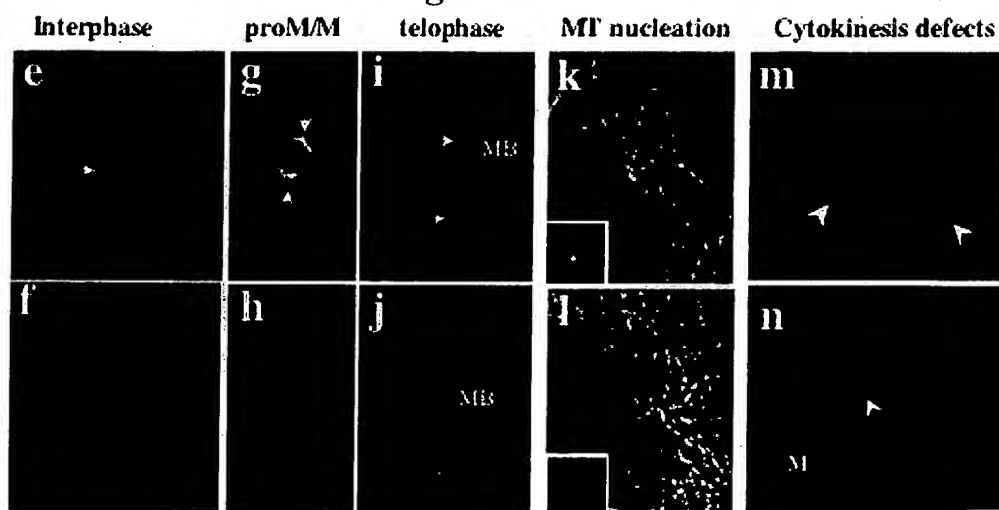 Interphase proM/M telophase MT nucleation Cytokinesis defects
e g i k m
MB
f h j l n
MB
M